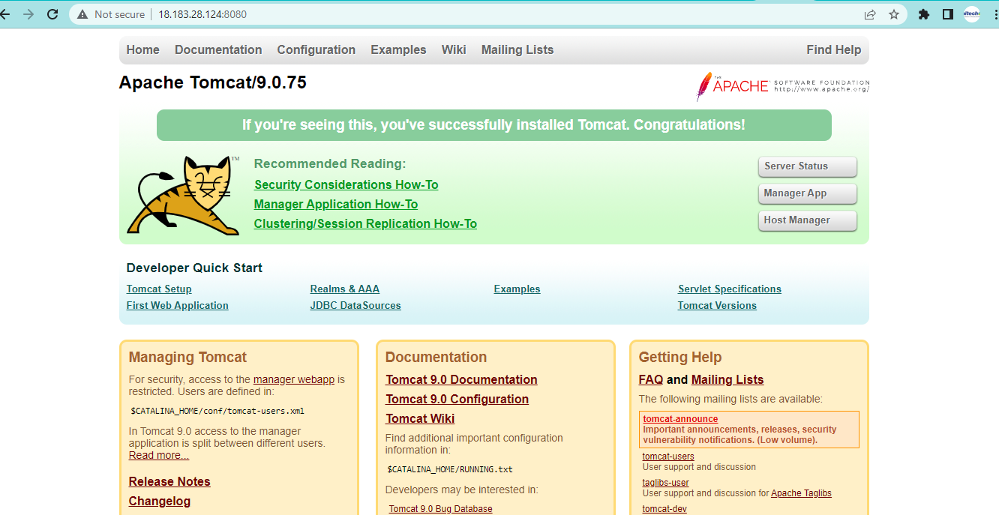 Not secure 18.183.28.124:8080
Home Documentation Configuration Examples Wiki Mailing Lists Find Help
Apache Tomcat/9.0.75
THE APACHE SOFTWARE FOUNDATION
http://www.apache.org/
If you're seeing this, you've successfully installed Tomcat. Congratulations!
TM
Recommended Reading:
Security Considerations How-To
Manager Application How-To
Clustering/Session Replication How-To
Server Status
Manager App
Host Manager
Developer Quick Start
Tomcat Setup
First Web Application
Realms & AAA
JDBC DataSources
Examples
Servlet Specifications
Tomcat Versions
Managing Tomcat
For security, access to the manager webapp is
restricted. Users are defined in:
$CATALINA_HOME/conf/tomcat-users.xml
In Tomcat 9.0 access to the manager
application is split between different users.
Read more...
Release Notes
Changelog
Documentation
Tomcat 9.0 Documentation
Tomcat 9.0 Configuration
Tomcat Wiki
Find additional important configuration
information in:
$CATALINA_HOME/RUNNING.txt
Developers may be interested in:
Tomcat 9.0 Bug Database
Getting Help
FAQ and Mailing Lists
The following mailing lists are available:
tomcat-announce
Important announcements, releases, security
vulnerability notifications. (Low volume).
tomcat-users
User support and discussion
taglibs-user
User support and discussion for Apache Taglibs
tomcat-dev